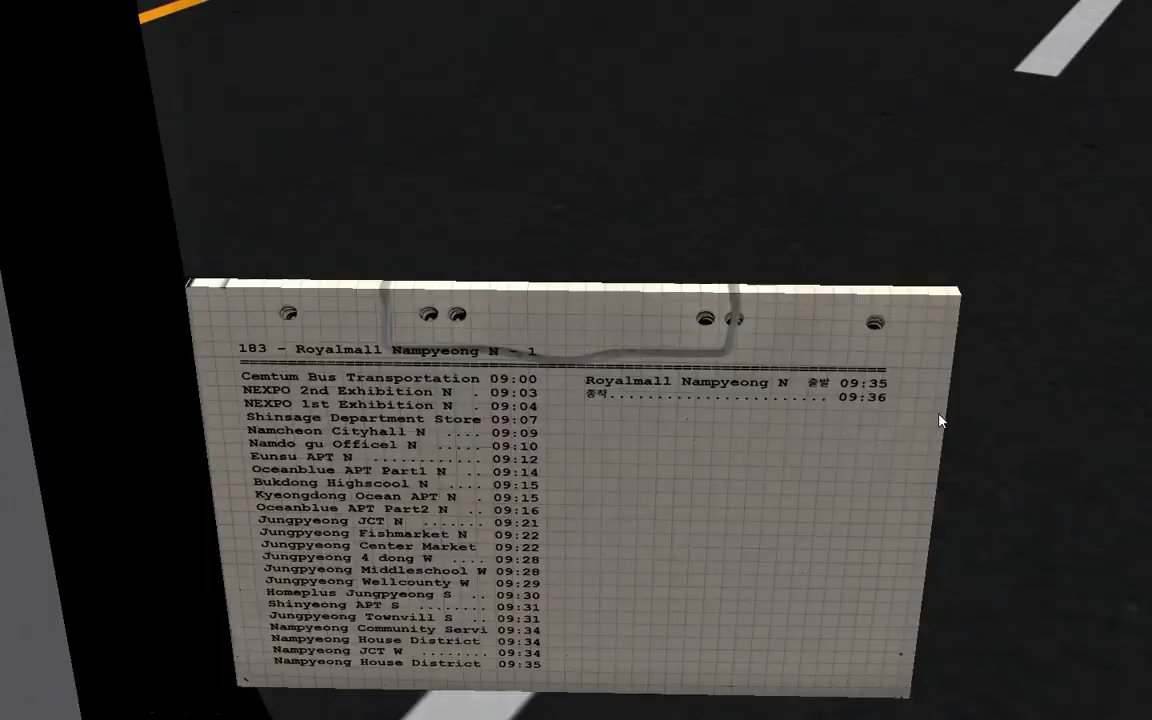 183 - Royalmall Nampyeong N - 1
Cemtum Bus Transportation 09:00
NEXPO 2nd Exhibition N . 09:03
NEXPO 1st Exhibition N . 09:04
Shinsage Department Store 09:07
Namcheon Cityhall N .... 09:09
Namdo gu Officel N ..... 09:10
Eunsu APT N ............ 09:12
Oceanblue APT Part1 N .. 09:14
Bukdong Highscool N .... 09:15
Kyeongdong Ocean APT N . 09:15
Oceanblue APT Part2 N .. 09:16
Jungpyeong JCT N ....... 09:21
Jungpyeong Fishmarket N 09:22
Jungpyeong Center Market 09:22
Jungpyeong 4 dong W .... 09:28
Jungpyeong Middleschool W 09:28
Jungpyeong Wellcounty W 09:29
Homeplus Jungpyeong S .. 09:30
Shinyeong APT S ........ 09:31
Jungpyeong Townvill S .. 09:31
Nampyeong Community Servi 09:34
Nampyeong House District 09:34
Nampyeong JCT W ........ 09:34
Nampyeong House District 09:35
Royalmall Nampyeong N 출발 09:35
종착....................... 09:36